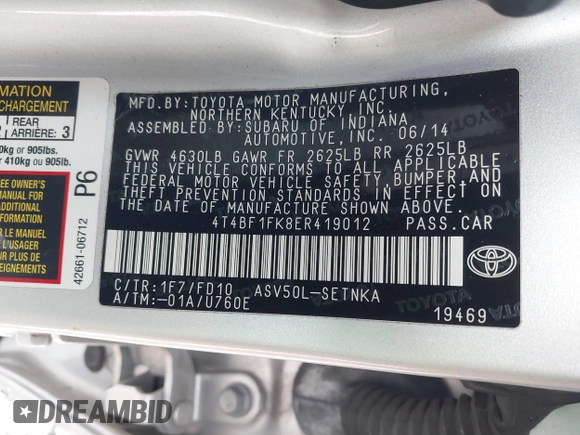 MATION
CHARGEMENT
REAR
ARRIÈRE: 3
kg or 905lbs.
r 410kg ou 905lb.
EE OWNER'S
MANUAL FOR
ADDITIONAL
FORMATION
R LE MANUEL
L'USAGER
UR PLUS DE
42661-06712
P6
MFD.BY:TOYOTA MOTOR MANUFACTURING,
NORTHERN KENTUCKY INC.
ASSEMBLED BY:SUBARU OF INDIANA
AUTOMOTIVE, INC. 06/14
GVWR 4630LB GAWR FR 2625LB RR 2625LB
THIS VEHICLE CONFORMS TO ALL APPLICABLE
FEDERAL MOTOR VEHICLE SAFETY,BUMPER,AND
THEFT PREVENTION STANDARDS IN EFFECT ON
THE DATE OF MANUFACTURE SHOWN ABOVE.
4T4BF1FK8ER419012 PASS.CAR
C/TR:1F7/FD10 ASV50L-SETNKA
A/TM:-01A/U760E
TOYOTA
19469
DREAMBID